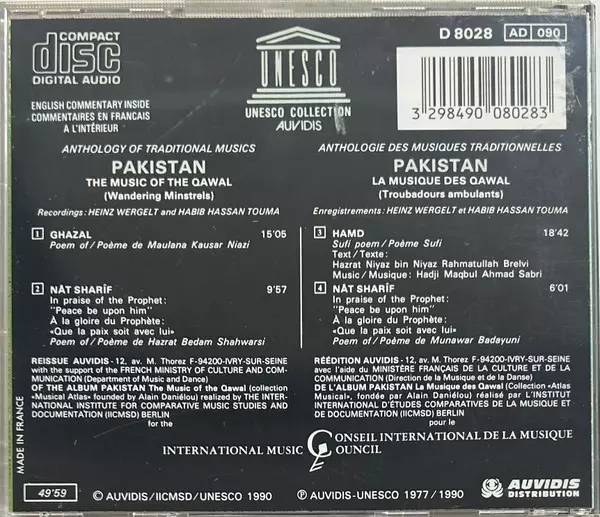 COMPACT
disc
DIGITAL AUDIO
UNESCO
UNESCO COLLECTION
AUVIDIS
D 8028 AD 090
3 298490 080283
ENGLISH COMMENTARY INSIDE
COMMENTAIRES EN FRANCAIS
A L'INTÉRIEUR
ANTHOLOGY OF TRADITIONAL MUSICS
PAKISTAN
THE MUSIC OF THE QAWAL
(Wandering Minstrels)
Recordings: HEINZ WERGELT and HABIB HASSAN TOUMA
1 GHAZAL 15'05
Poem of/Poème de Maulana Kausar Niazi
2 NĀT SHARĪF 9'57
In praise of the Prophet:
"Peace be upon him"
À la gloire du Prophète:
«Que la paix soit avec lui»
Poem of/Poème de Hazrat Bedam Shahwarsi
ANTHOLOGIE DES MUSIQUES TRADITIONNELLES
PAKISTAN
LA MUSIQUE DES QAWAL
(Troubadours ambulants)
Enregistrements: HEINZ WERGELT et HABIB HASSAN TOUMA
3 HAMD 18'42
Sufi poem/Poème Sufi
Text/Texte:
Hazrat Niyaz bin Niyaz Rahmatullah Brelvi
Music/Musique: Hadji Maqbul Ahmad Sabri
4 NĀT SHARĪF 6'01
In praise of the Prophet:
"Peace be upon him"
À la gloire du Prophète:
«Que la paix soit avec lui»
Poem of/Poème de Munawar Badayuni
REISSUE AUVIDIS - 12, av. M. Thorez F-94200-IVRY-SUR-SEINE
with the support of the FRENCH MINISTRY OF CULTURE AND COM-
MUNICATION (Department of Music and Dance)
OF THE ALBUM PAKISTAN The Music of the Qawal (collection
«Musical Atlas» founded by Alain Daniélou) realized by THE INTER-
NATIONAL INSTITUTE FOR COMPARATIVE MUSIC STUDIES AND
DOCUMENTATION (IICMSD) BERLIN
for the
RÉÉDITION AUVIDIS - 12, av. M. Thorez F-94200-IVRY-SUR-SEINE
avec l'aide du MINISTÉRE FRANÇAIS DE LA CULTURE ET DE LA
COMMUNICATION (Direction de la Musique et de la Danse)
DE L'ALBUM PAKISTAN La Musique des Qawal (Collection «Atlas
Musical», fondée par Alain Daniélou) réalisé par L'INSTITUT
INTERNATIONAL D'ÉTUDES COMPARATIVES DE LA MUSIQUE ET
DE DOCUMENTATION (IICMSD) BERLIN
pour le
CONSEIL INTERNATIONAL DE LA MUSIQUE
INTERNATIONAL MUSIC COUNCIL
MADE IN FRANCE
49'59
© AUVIDIS/IICMSD/UNESCO 1990
℗ AUVIDIS-UNESCO 1977/1990
AUVIDIS
DISTRIBUTION